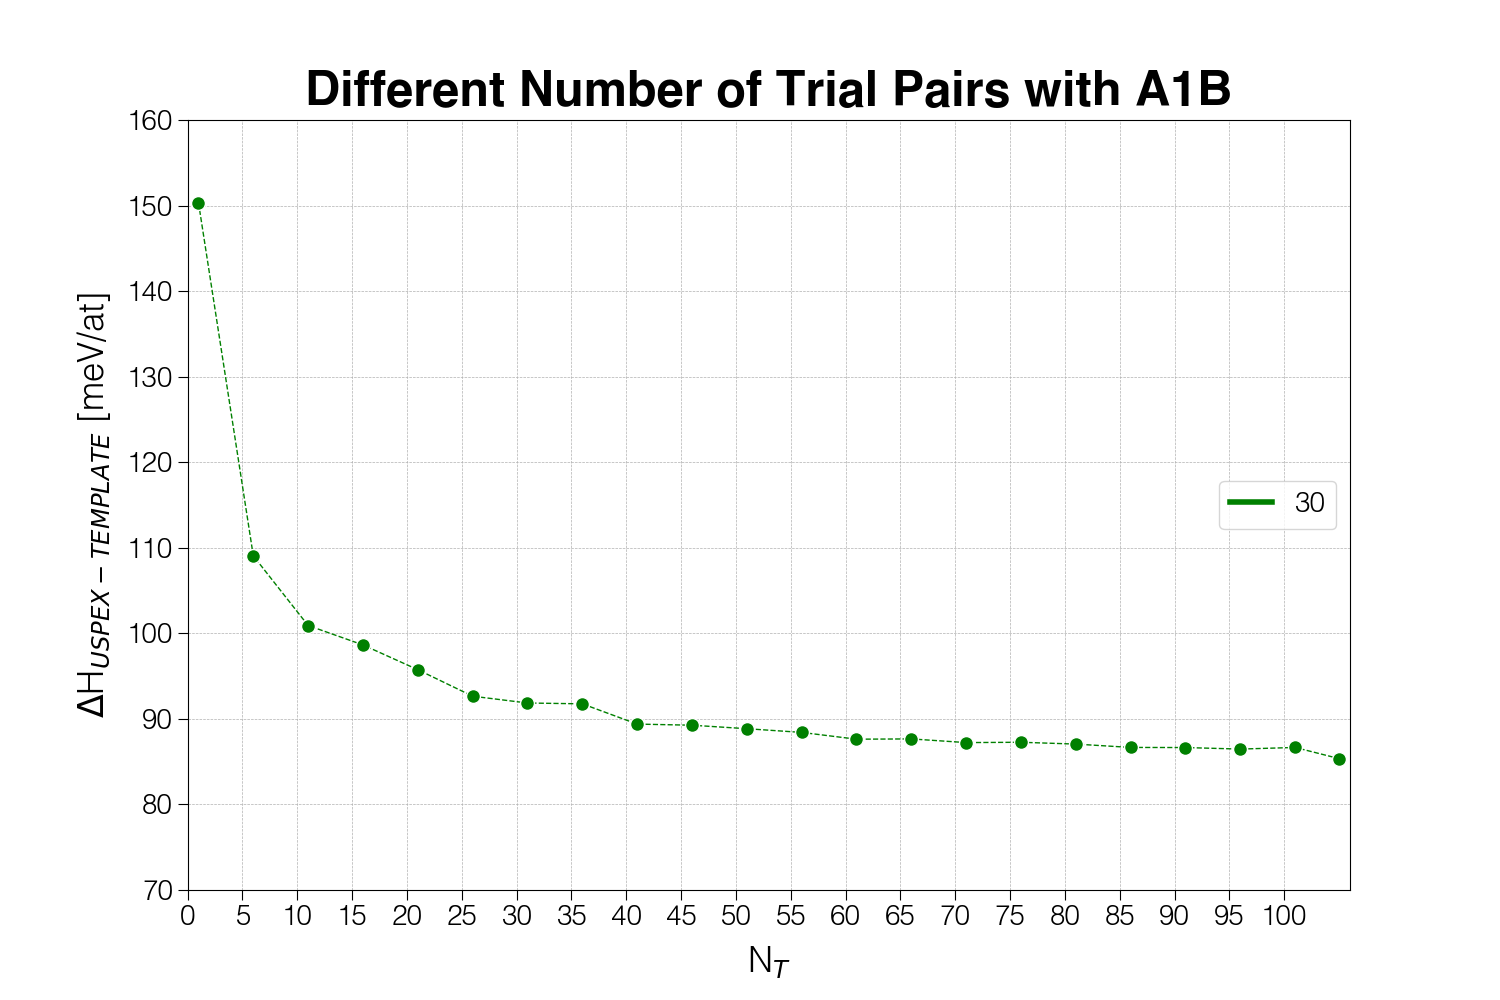 Different Number of Trial Pairs with A1B
160
150
140
130
120
110
100
90
80
70
ΔH_USPEX − TEMPLATE [meV/at]
30
0 5 10 15 20 25 30 35 40 45 50 55 60 65 70 75 80 85 90 95 100
N_T